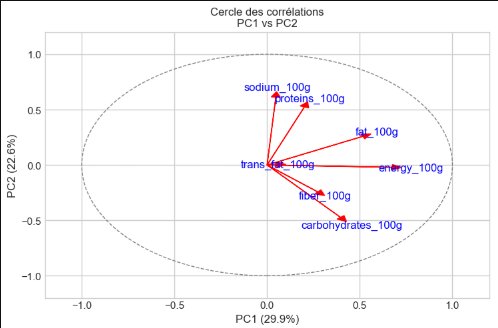 Cercle des corrélations
PC1 vs PC2
1.0
0.5
0.0
−0.5
−1.0
PC2 (22.6%)
sodium_100g
proteins_100g
fat_100g
trans_fat_100g
energy_100g
fiber_100g
carbohydrates_100g
−1.0 −0.5 0.0 0.5 1.0
PC1 (29.9%)